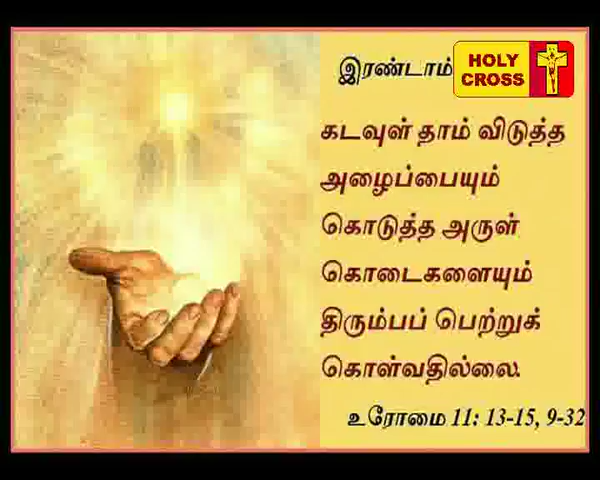 இரண்டாம்
HOLY
CROSS
கடவுள் தாம் விடுத்த
அழைப்பையும்
கொடுத்த அருள்
கொடைகளையும்
திரும்பப் பெற்றுக்
கொள்வதில்லை.
உரோமை 11: 13-15, 9-32